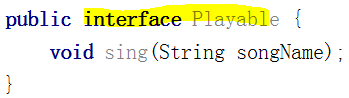 public interface Playable {
    void sing(String songName);
}